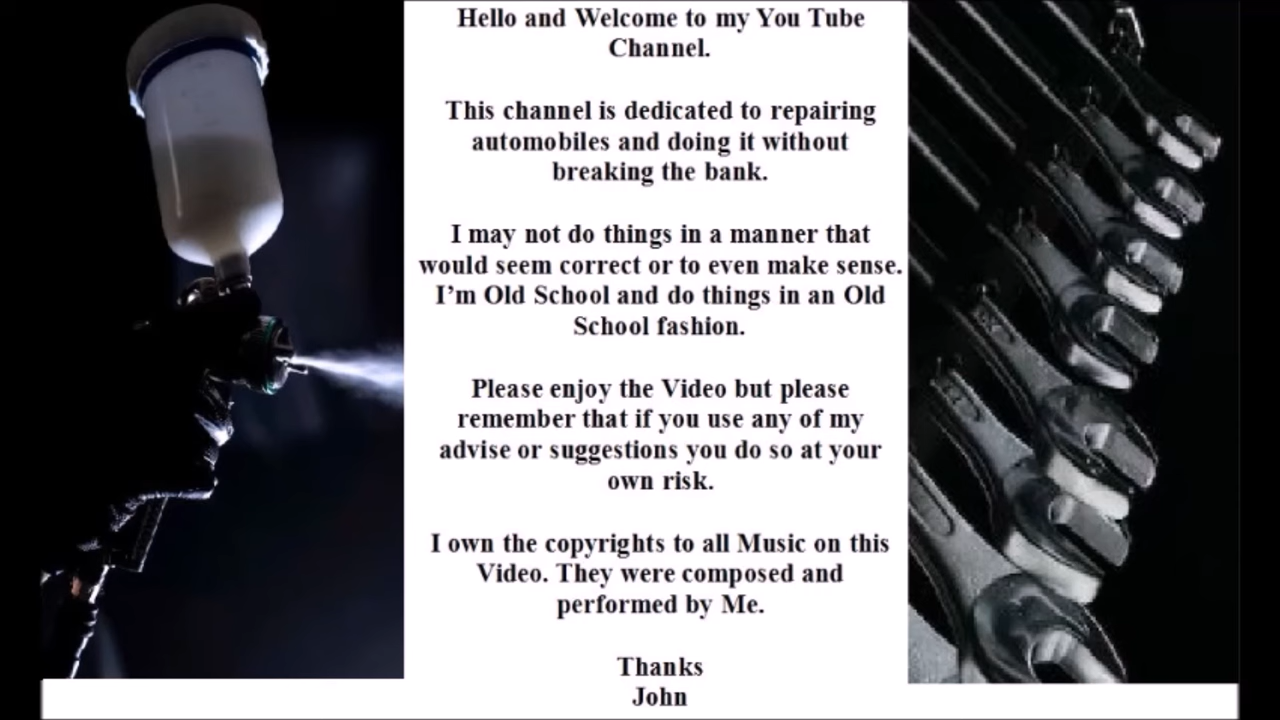 Hello and Welcome to my You Tube
Channel.
This channel is dedicated to repairing
automobiles and doing it without
breaking the bank.
I may not do things in a manner that
would seem correct or to even make sense.
I'm Old School and do things in an Old
School fashion.
Please enjoy the Video but please
remember that if you use any of my
advise or suggestions you do so at your
own risk.
I own the copyrights to all Music on this
Video. They were composed and
performed by Me.
Thanks
John